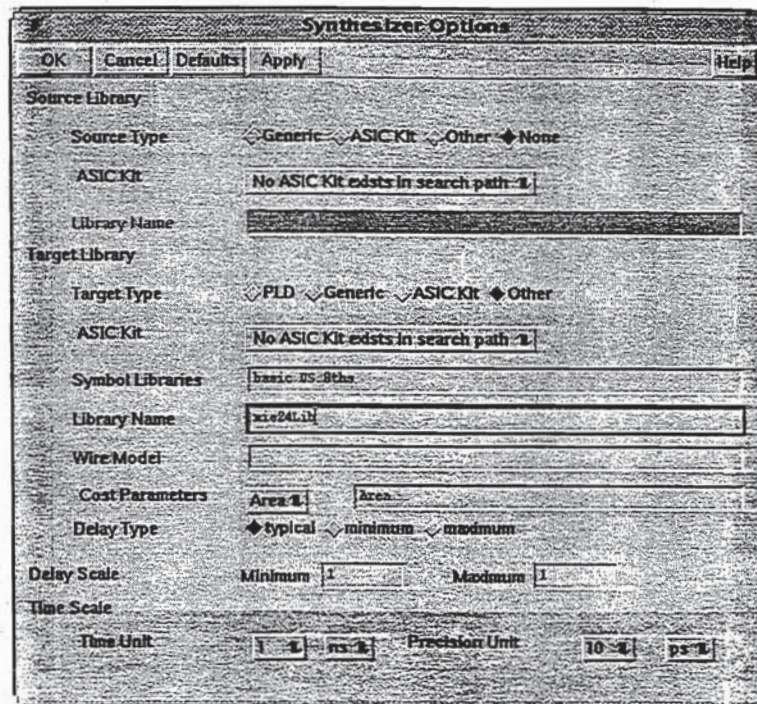 Synthesizer Options
OK Cancel Defaults Apply Help
Source Library
Source Type Generic ASIC Kit Other None
ASIC Kit No ASIC Kit exists in search path
Library Name
Target Library
Target Type PLD Generic ASIC Kit Other
ASIC Kit No ASIC Kit exists in search path
Symbol Libraries basic US_8ths
Library Name
Wire Model
Cost Parameters Area Area
Delay Type typical minimum maximum
Delay Scale Minimum 1 Maximum 1
Time Scale
Time Unit 1 ns Precision Unit 10 ps